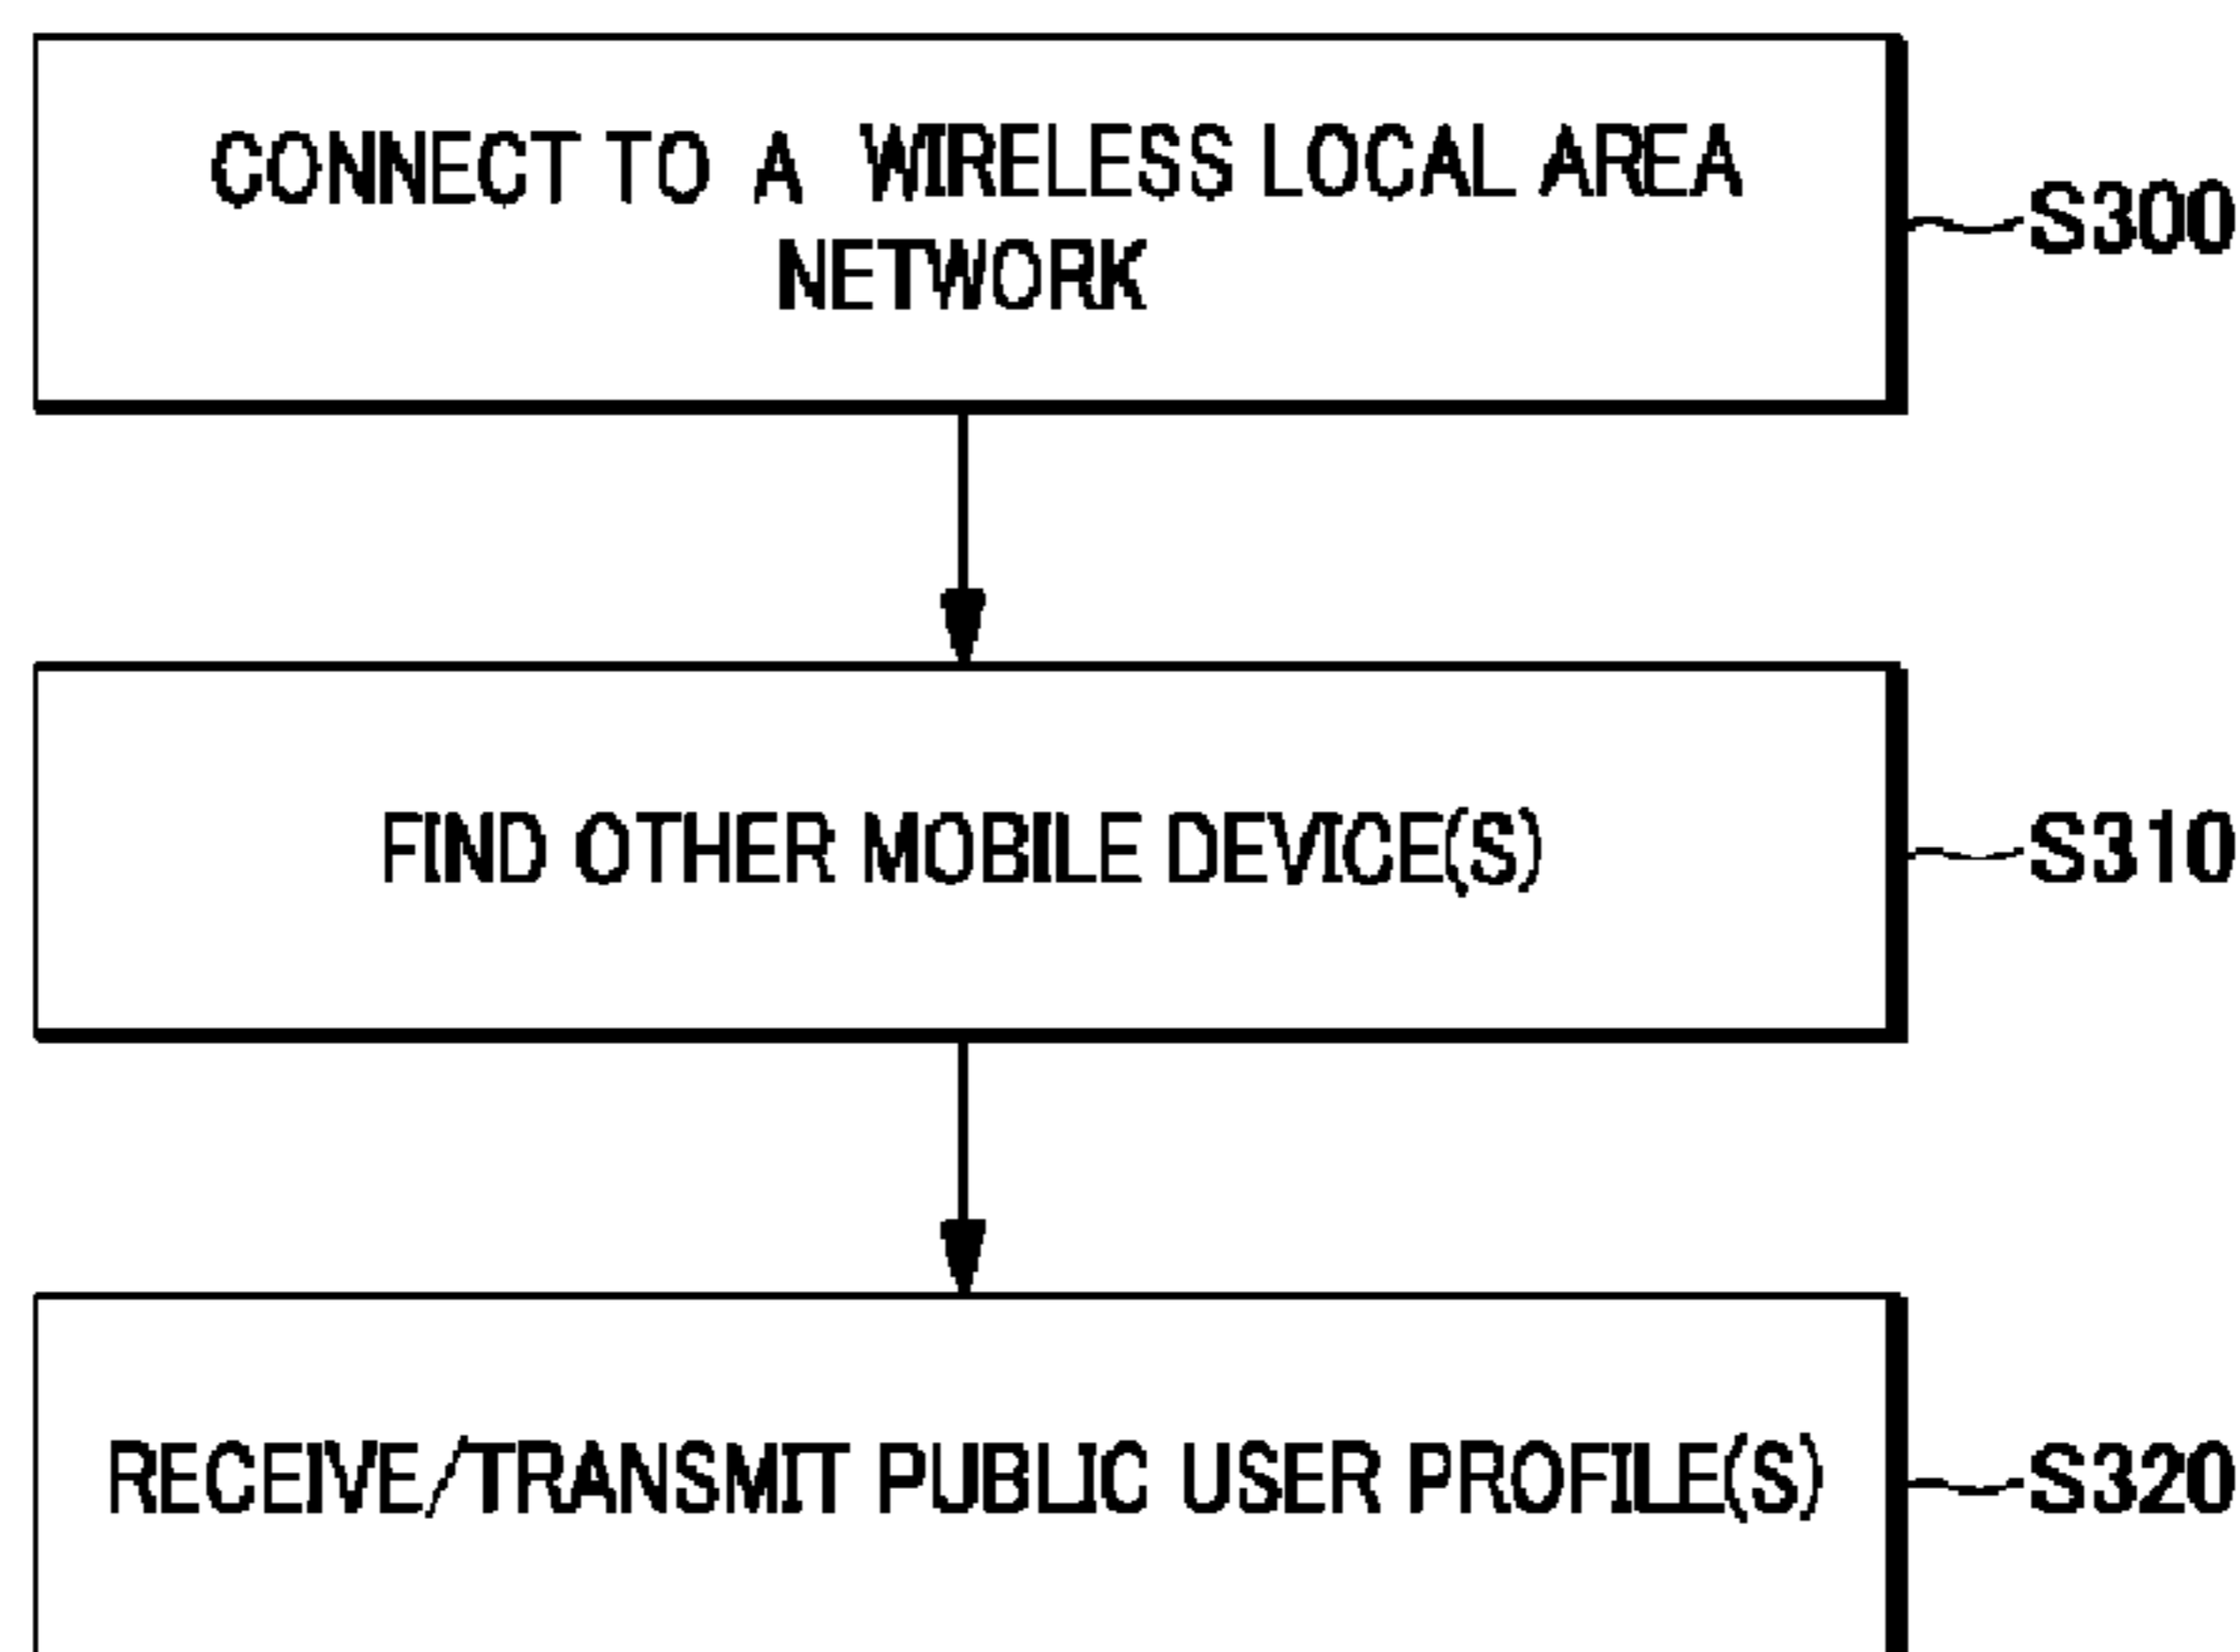 CONNECT TO A WIRELESS LOCAL AREA
NETWORK
S300
FIND OTHER MOBILE DEVICE(S)
S310
RECEIVE/TRANSMIT PUBLIC USER PROFILE(S)
S320